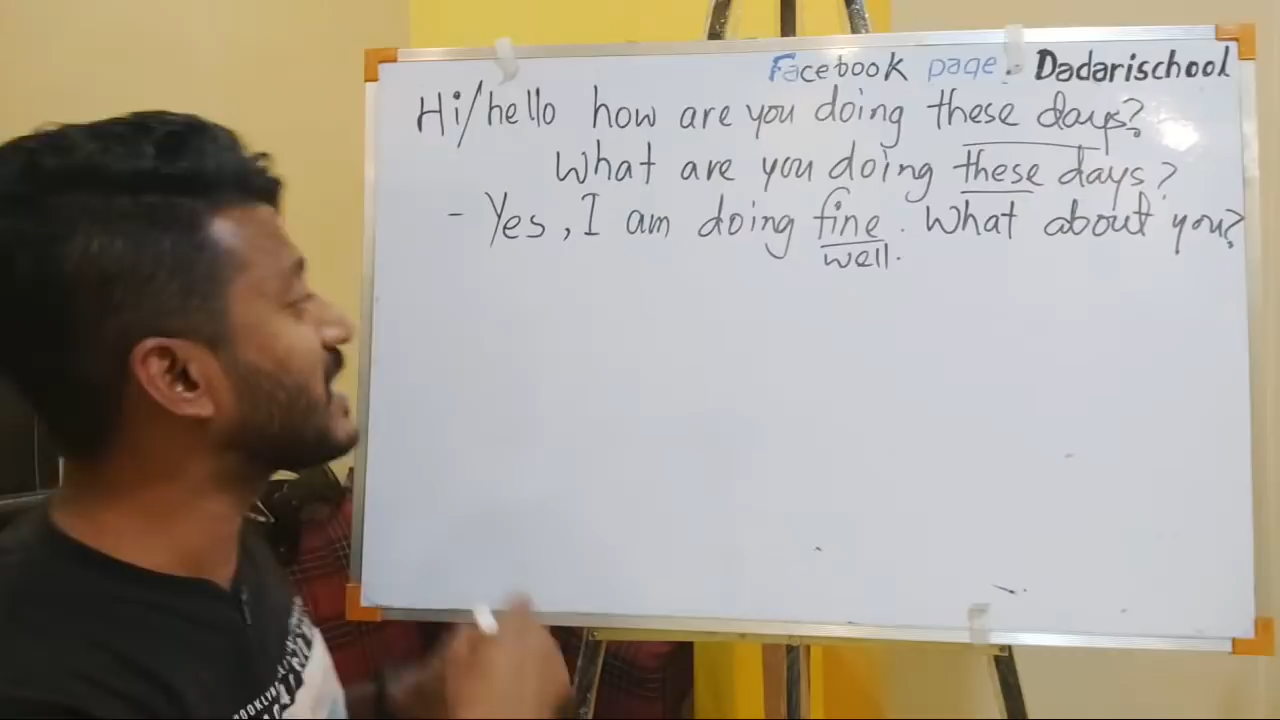 Facebook page: Dadarischool
Hi/hello how are you doing these days?
What are you doing these days?
- Yes, I am doing fine. What about you?
well.